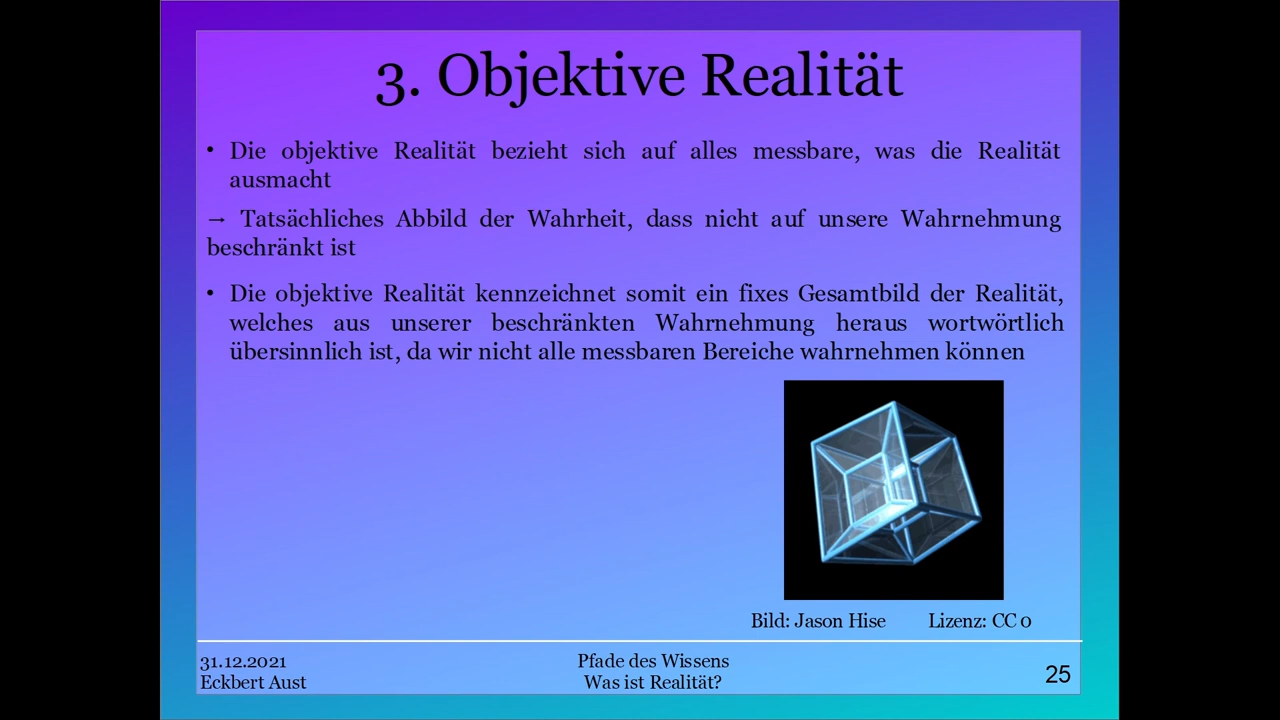 3. Objektive Realität
• Die objektive Realität bezieht sich auf alles messbare, was die Realität
ausmacht
→ Tatsächliches Abbild der Wahrheit, dass nicht auf unsere Wahrnehmung
beschränkt ist
• Die objektive Realität kennzeichnet somit ein fixes Gesamtbild der Realität,
welches aus unserer beschränkten Wahrnehmung heraus wortwörtlich
übersinnlich ist, da wir nicht alle messbaren Bereiche wahrnehmen können
Bild: Jason Hise Lizenz: CC 0
31.12.2021
Eckbert Aust
Pfade des Wissens
Was ist Realität?
25